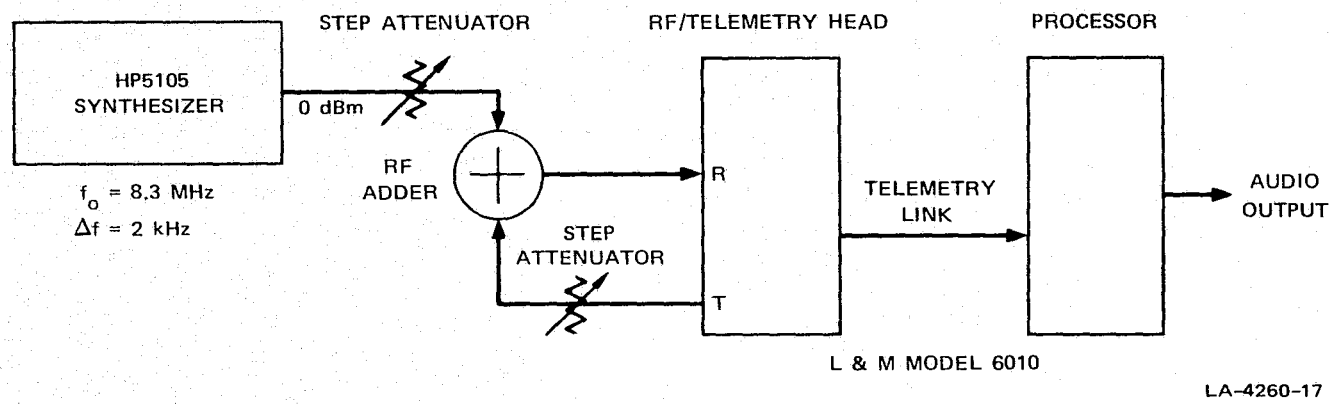 STEP ATTENUATOR
RF/TELEMETRY HEAD
PROCESSOR
HP5105
SYNTHESIZER
0 dBm
RF
ADDER
R
TELEMETRY
LINK
AUDIO
OUTPUT
fo = 8.3 MHz
Δf = 2 kHz
STEP
ATTENUATOR
T
L & M MODEL 6010
LA-4260-17